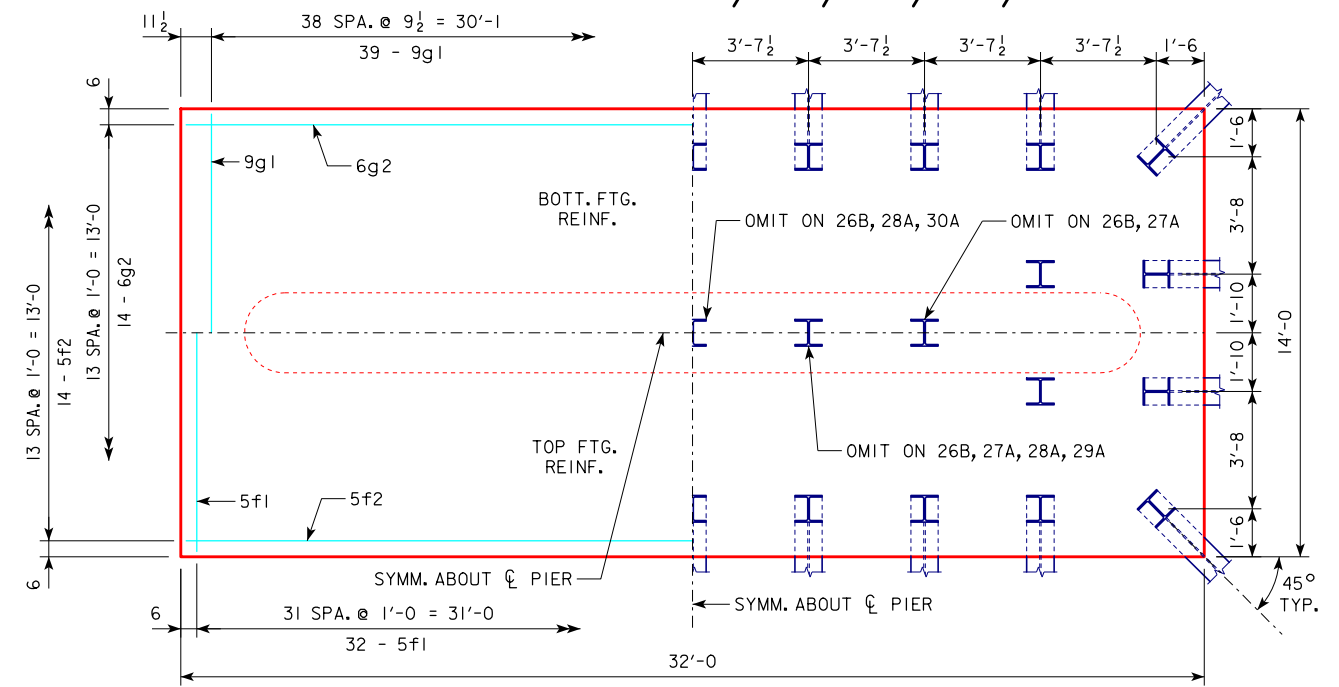 11½
38 SPA. @ 9½ = 30'-1
39 - 9g1
3'-7½
3'-7½
3'-7½
3'-7½
1'-6
6
9g1
6g2
BOTT. FTG.
REINF.
OMIT ON 26B, 28A, 30A
OMIT ON 26B, 27A
1'-6
3'-8
1'-10
1'-10
3'-8
1'-6
14'-0
13 SPA. @ 1'-0 = 13'-0
14 - 6g2
13 SPA. @ 1'-0 = 13'-0
14 - 5f2
TOP FTG.
REINF.
OMIT ON 26B, 27A, 28A, 29A
5f1
5f2
6
SYMM. ABOUT ℄ PIER
SYMM. ABOUT ℄ PIER
45°
TYP.
6
31 SPA. @ 1'-0 = 31'-0
32 - 5f1
32'-0